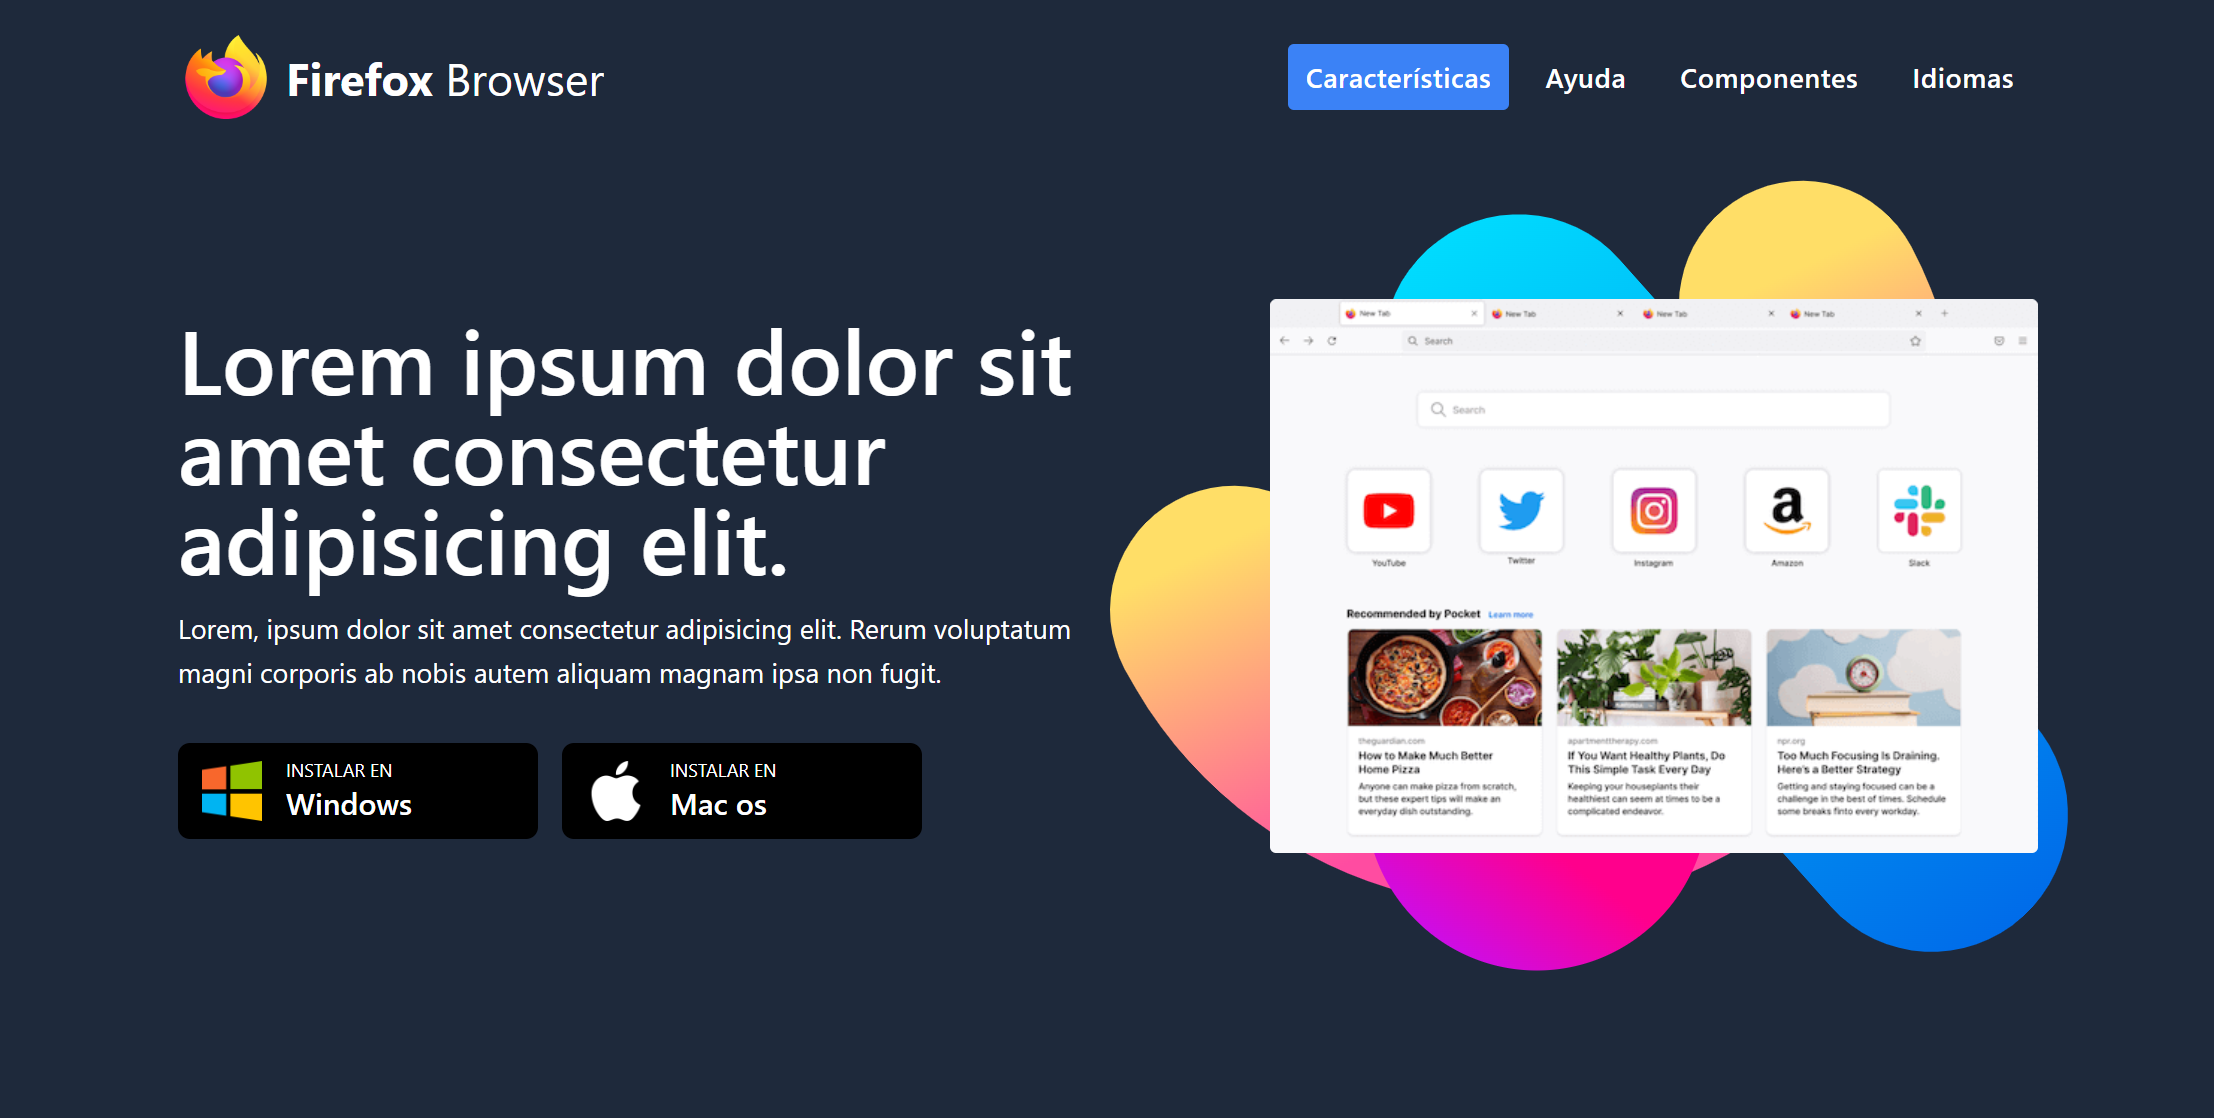 Firefox Browser
Características
Ayuda
Componentes
Idiomas
Lorem ipsum dolor sit
amet consectetur
adipisicing elit.
Lorem, ipsum dolor sit amet consectetur adipisicing elit. Rerum voluptatum
magni corporis ab nobis autem aliquam magnam ipsa non fugit.
INSTALAR EN
Windows
INSTALAR EN
Mac os
New Tab
New Tab
New Tab
New Tab
Search
Search
YouTube
Twitter
Instagram
Amazon
Slack
Recommended by Pocket Learn more
theguardian.com
How to Make Much Better
Home Pizza
Anyone can make pizza from scratch,
but these expert tips will make an
everyday dish outstanding.
apartmenttherapy.com
If You Want Healthy Plants, Do
This Simple Task Every Day
Keeping your houseplants their
healthiest can seem at times to be a
complicated endeavor.
npr.org
Too Much Focusing Is Draining.
Here's a Better Strategy
Getting and staying focused can be a
challenge in the best of times. Schedule
some breaks finto every workday.